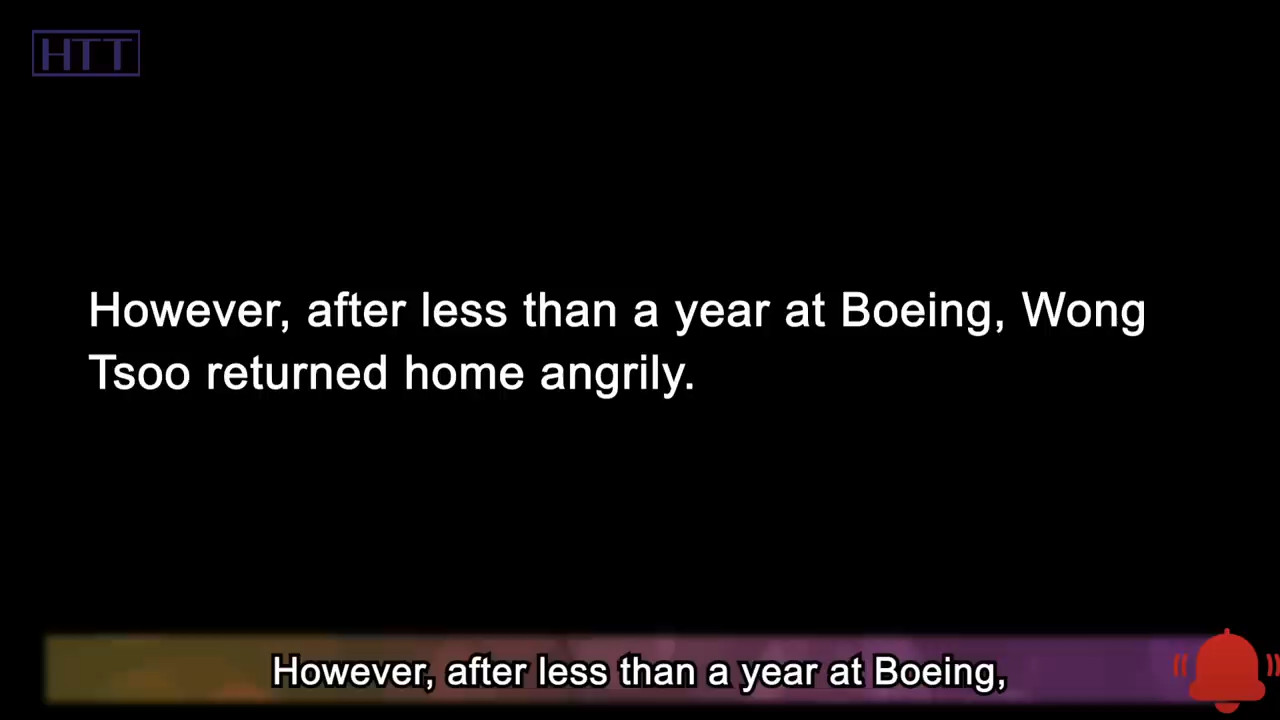 HTT
However, after less than a year at Boeing, Wong
Tsoo returned home angrily.
However, after less than a year at Boeing,